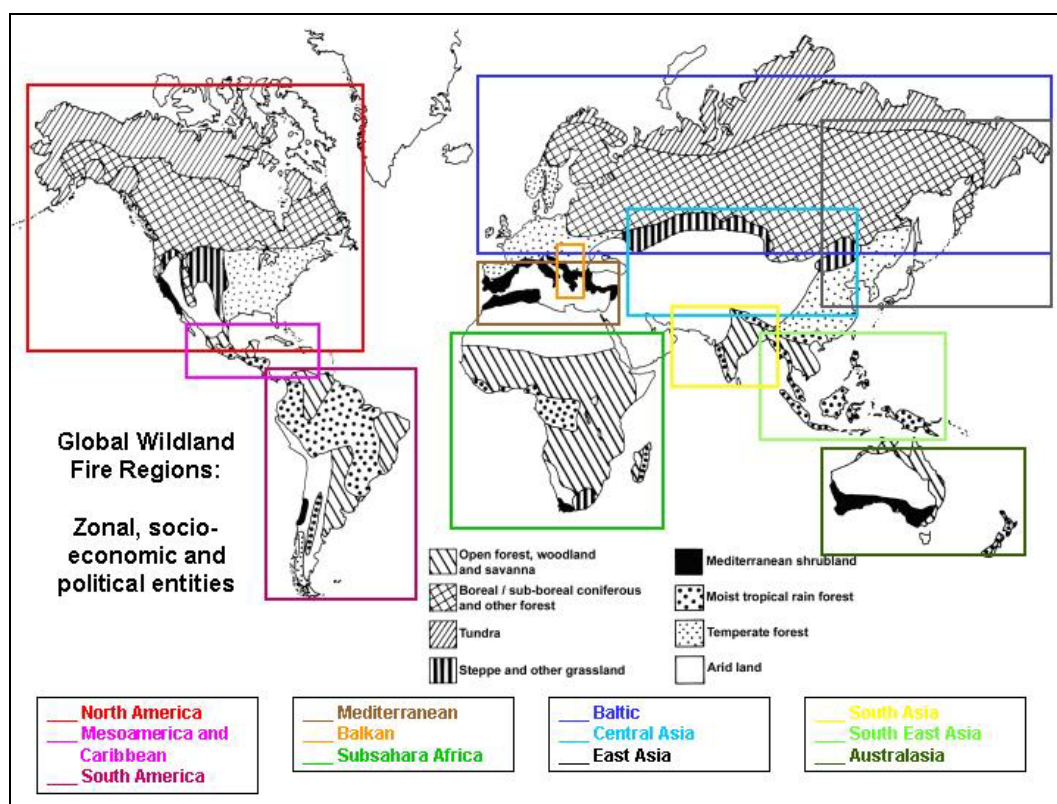 Global Wildland
Fire Regions:
Zonal, socio-
economic and
political entities
Open forest, woodland
and savanna
Boreal / sub-boreal coniferous
and other forest
Tundra
Steppe and other grassland
Mediterranean shrubland
Moist tropical rain forest
Temperate forest
Arid land
___ North America
___ Mesoamerica and
Caribbean
___ South America
___ Mediterranean
___ Balkan
___ Subsahara Africa
___ Baltic
___ Central Asia
___ East Asia
___ South Asia
___ South East Asia
___ Australasia